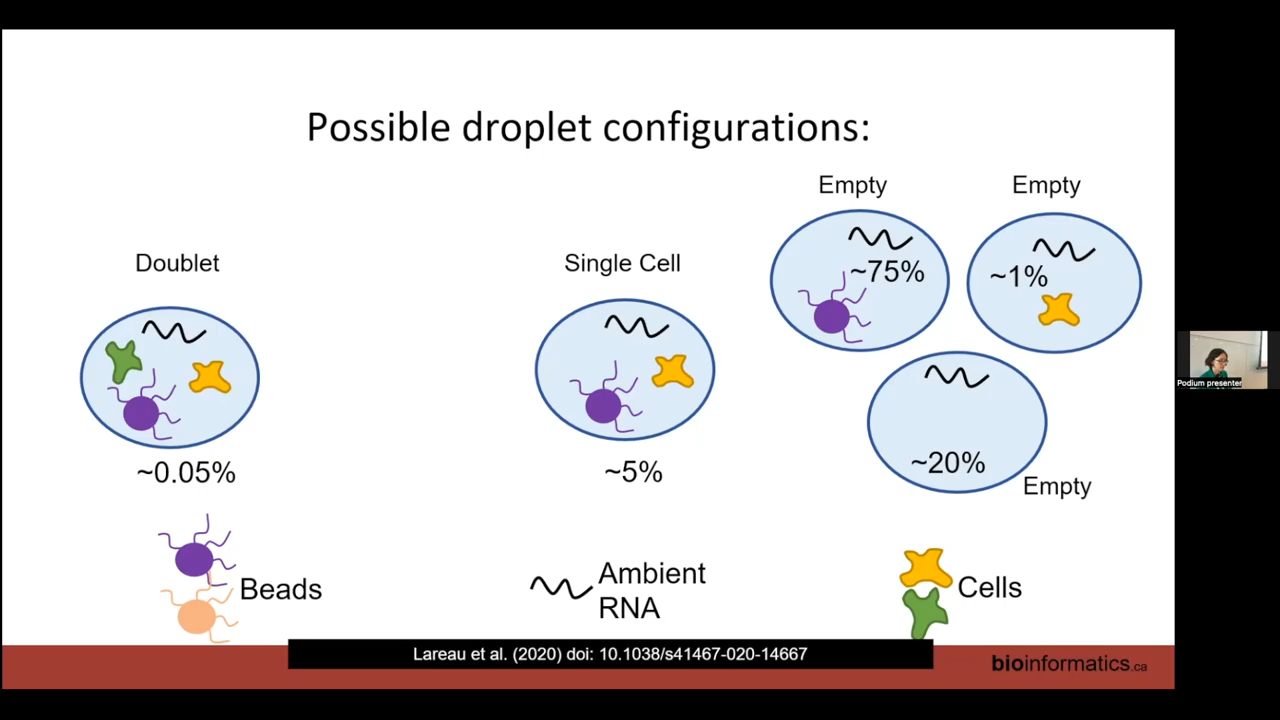 Possible droplet configurations:
Empty
Empty
Doublet
Single Cell
~75%
~1%
~20%
Empty
~0.05%
~5%
Beads
Ambient
RNA
Cells
Lareau et al. (2020) doi: 10.1038/s41467-020-14667
bioinformatics.ca
Podium presenter